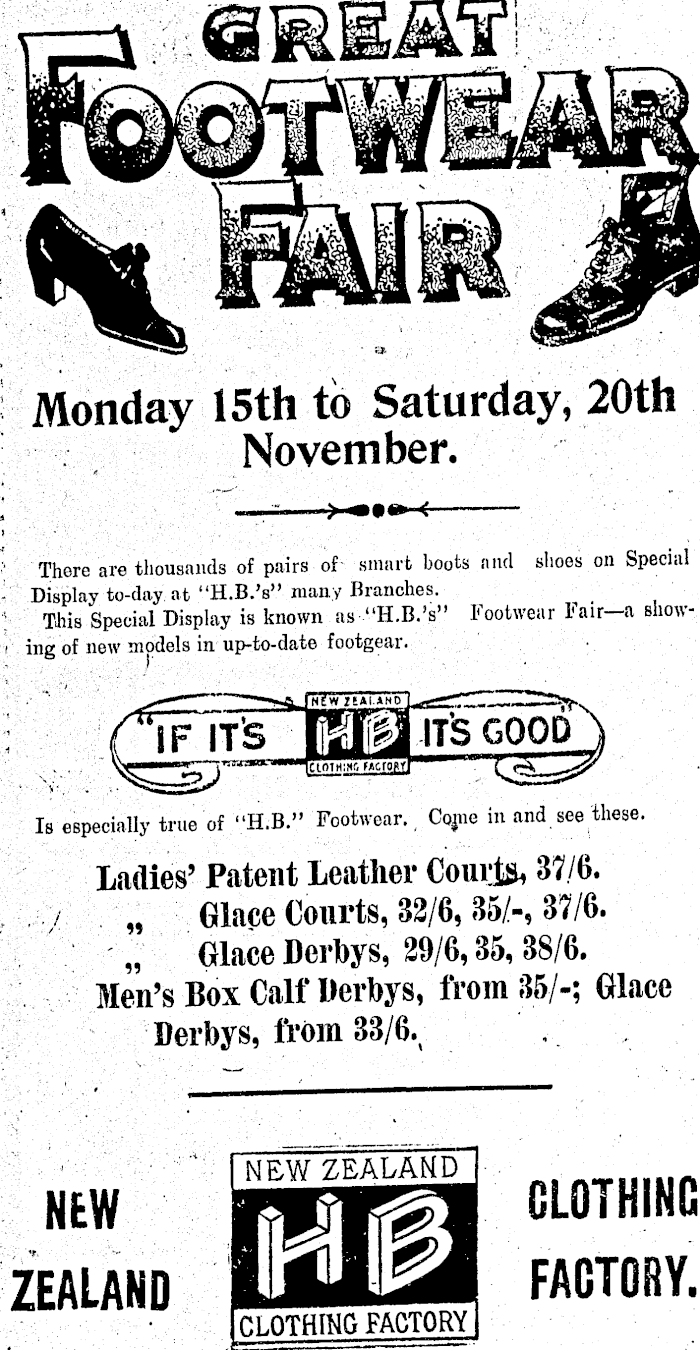 GREAT
FOOTWEAR
FAIR
Monday 15th to Saturday, 20th
November.
There are thousands of pairs of smart boots and shoes on Special
Display to-day at "H.B.'s" many Branches.
This Special Display is known as "H.B.'s" Footwear Fair—a show-
ing of new models in up-to-date footgear.
"IF IT'S NEW ZEALAND HB CLOTHING FACTORY IT'S GOOD"
Is especially true of "H.B." Footwear. Come in and see these.
Ladies' Patent Leather Courts, 37/6.
„ Glace Courts, 32/6, 35/-, 37/6.
„ Glace Derbys, 29/6, 35, 38/6.
Men's Box Calf Derbys, from 35/-; Glace
Derbys, from 33/6.
NEW ZEALAND
HB
CLOTHING FACTORY
NEW
ZEALAND
CLOTHING
FACTORY.